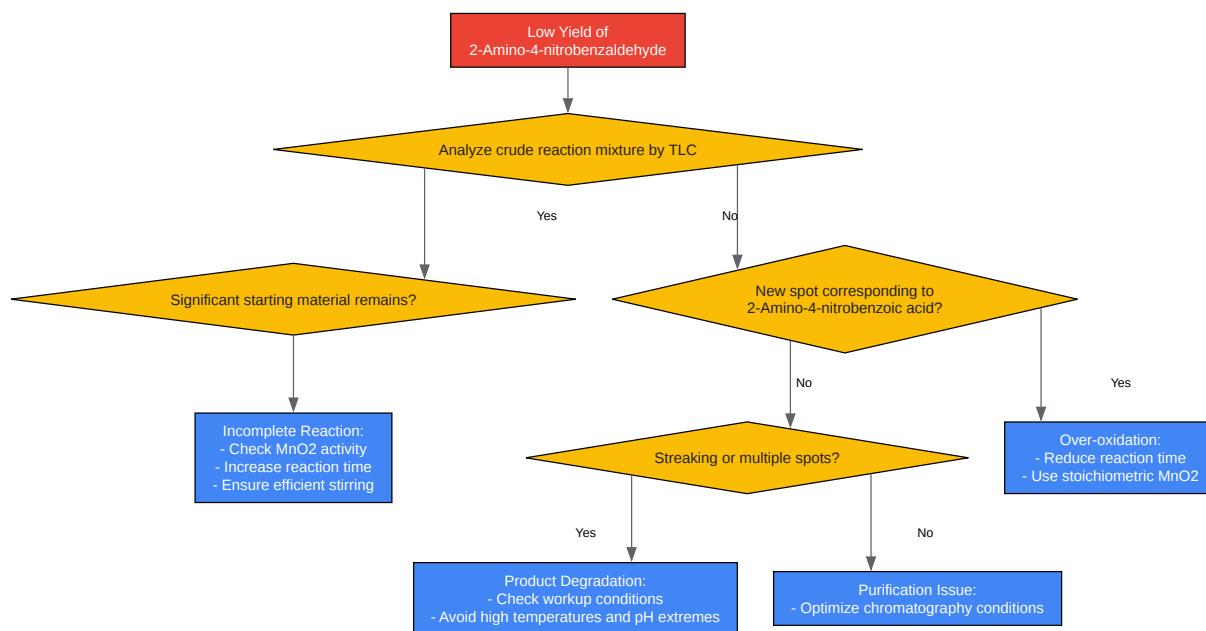 Low Yield of
2-Amino-4-nitrobenzaldehyde
Analyze crude reaction mixture by TLC
Yes
No
Significant starting material remains?
New spot corresponding to
2-Amino-4-nitrobenzoic acid?
No
Yes
Incomplete Reaction:
- Check MnO2 activity
- Increase reaction time
- Ensure efficient stirring
Streaking or multiple spots?
Over-oxidation:
- Reduce reaction time
- Use stoichiometric MnO2
Yes
No
Product Degradation:
- Check workup conditions
- Avoid high temperatures and pH extremes
Purification Issue:
- Optimize chromatography conditions